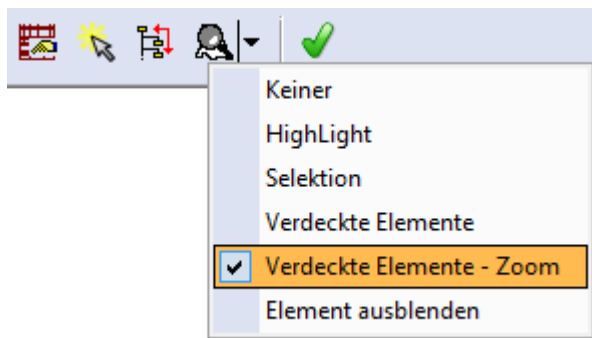 Keiner
HighLight
Selektion
Verdeckte Elemente
Verdeckte Elemente - Zoom
Element ausblenden